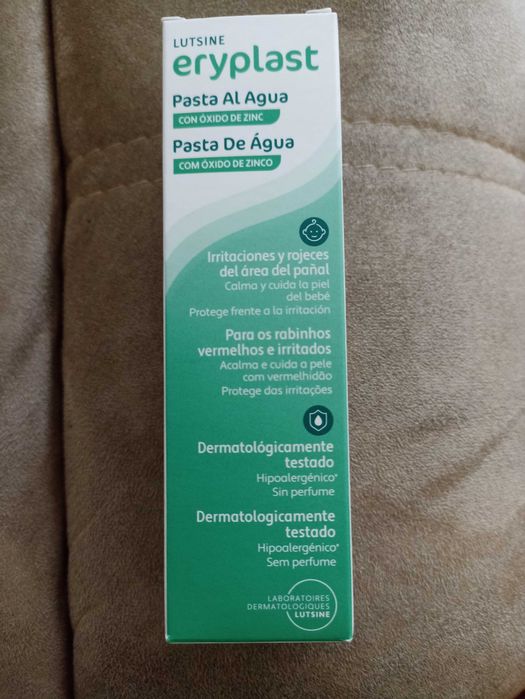 LUTSINE
eryplast
Pasta Al Agua
CON ÓXIDO DE ZINC
Pasta De Água
COM ÓXIDO DE ZINCO
Irritaciones y rojeces
del área del pañal
Calma y cuida la piel
del bebé
Protege frente a la irritación
Para os rabinhos
vermelhos e irritados
Acalma e cuida a pele
com vermelhidão
Protege das irritações
Dermatológicamente
testado
Hipoalergénico*
Sin perfume
Dermatologicamente
testado
Hipoalergénico*
Sem perfume
LABORATOIRES
DERMATOLOGIQUES
LUTSINE